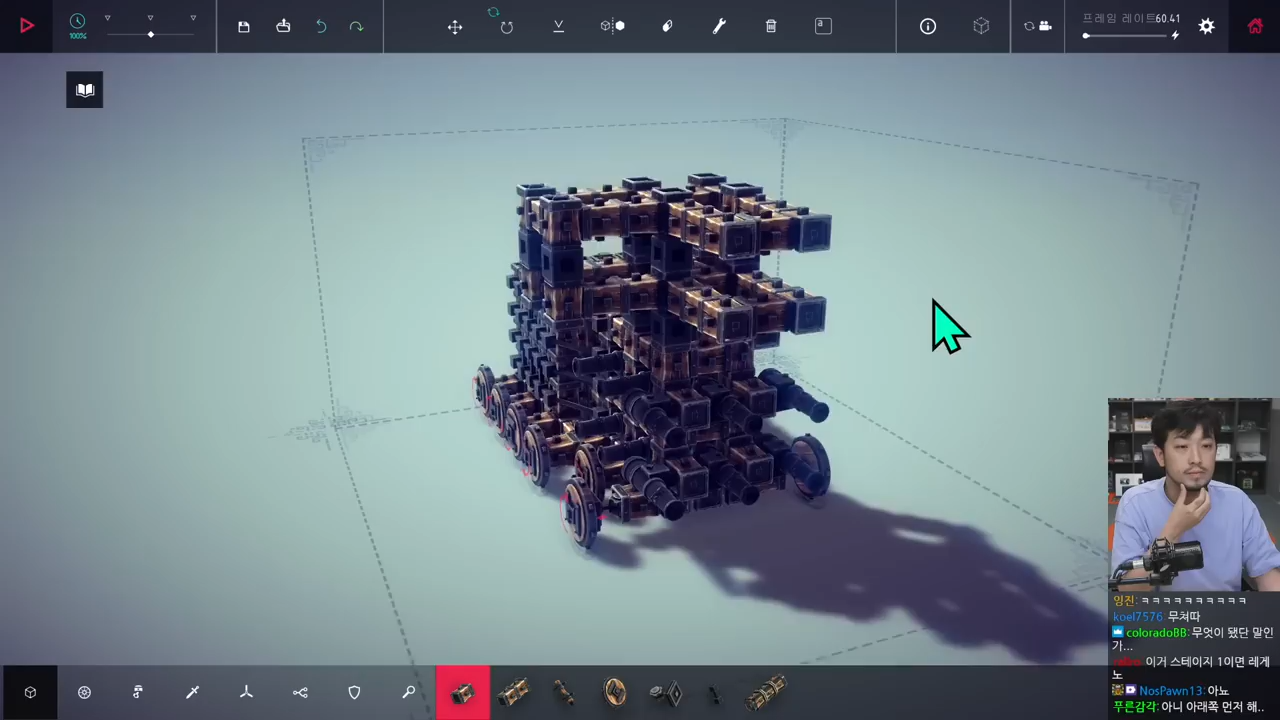 100%
a
프레임 레이트60.41
임진: ㅋㅋㅋㅋㅋㅋㅋㅋㅋㅋ
koel7576 무쳐따
coloradoBB: 무엇이 됐단 말인
가...
이거 스테이지 1이면 레게
노
NosPawn13: 아뇨
푸른감각: 아니 아래쪽 먼저 해..